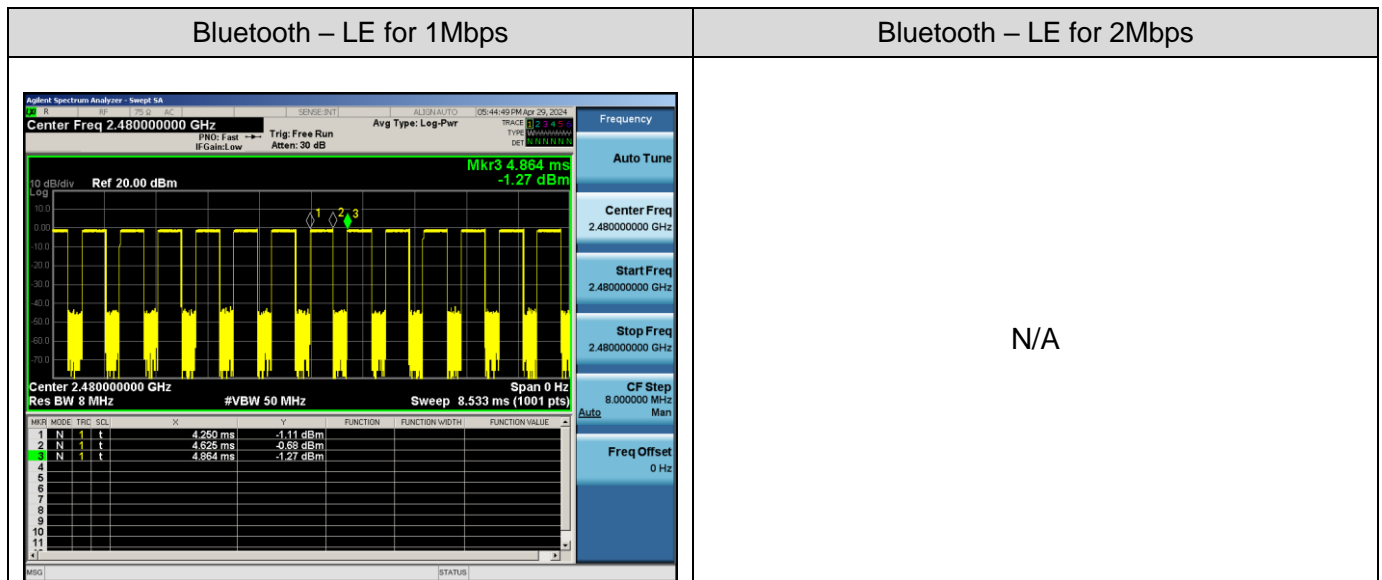 Bluetooth – LE for 1Mbps
Bluetooth – LE for 2Mbps
Agilent Spectrum Analyzer - Swept SA
R RF 75 Ω AC SENSE:INT ALIGNAUTO 05:44:49 PM Apr 29, 2024
Center Freq 2.480000000 GHz
PNO: Fast
IFGain:Low
Trig: Free Run
Atten: 30 dB
Avg Type: Log-Pwr
TRACE 1 2 3 4 5 6
TYPE
DET N N N N N N
Mkr3 4.864 ms
-1.27 dBm
10 dB/div Ref 20.00 dBm
Log
10.0
0.00
-10.0
-20.0
-30.0
-40.0
-50.0
-60.0
-70.0
1 2 3
Center 2.480000000 GHz Span 0 Hz
Res BW 8 MHz #VBW 50 MHz Sweep 8.533 ms (1001 pts)
MKR MODE TRC SCL X Y FUNCTION FUNCTION WIDTH FUNCTION VALUE
1 N 1 t 4.250 ms -1.11 dBm
2 N 1 t 4.625 ms -0.68 dBm
3 N 1 t 4.864 ms -1.27 dBm
4
5
6
7
8
9
10
11
MSG STATUS
Frequency
Auto Tune
Center Freq
2.480000000 GHz
Start Freq
2.480000000 GHz
Stop Freq
2.480000000 GHz
CF Step
8.000000 MHz
Auto Man
Freq Offset
0 Hz
N/A